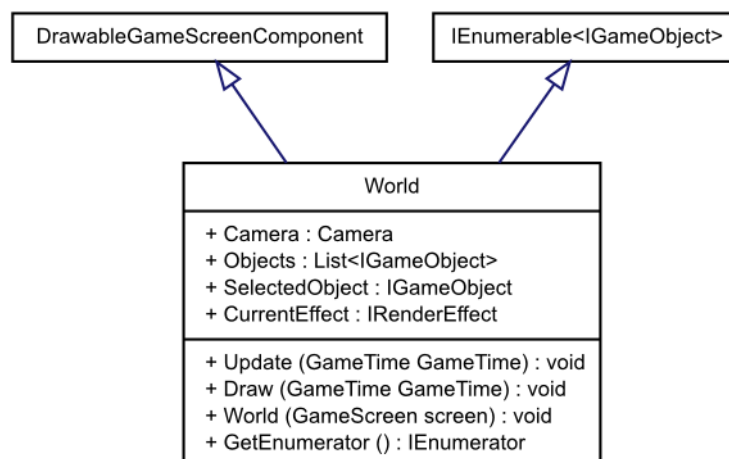 DrawableGameScreenComponent
IEnumerable<IGameObject>
World
+ Camera : Camera
+ Objects : List<IGameObject>
+ SelectedObject : IGameObject
+ CurrentEffect : IRenderEffect
+ Update (GameTime GameTime) : void
+ Draw (GameTime GameTime) : void
+ World (GameScreen screen) : void
+ GetEnumerator () : IEnumerator